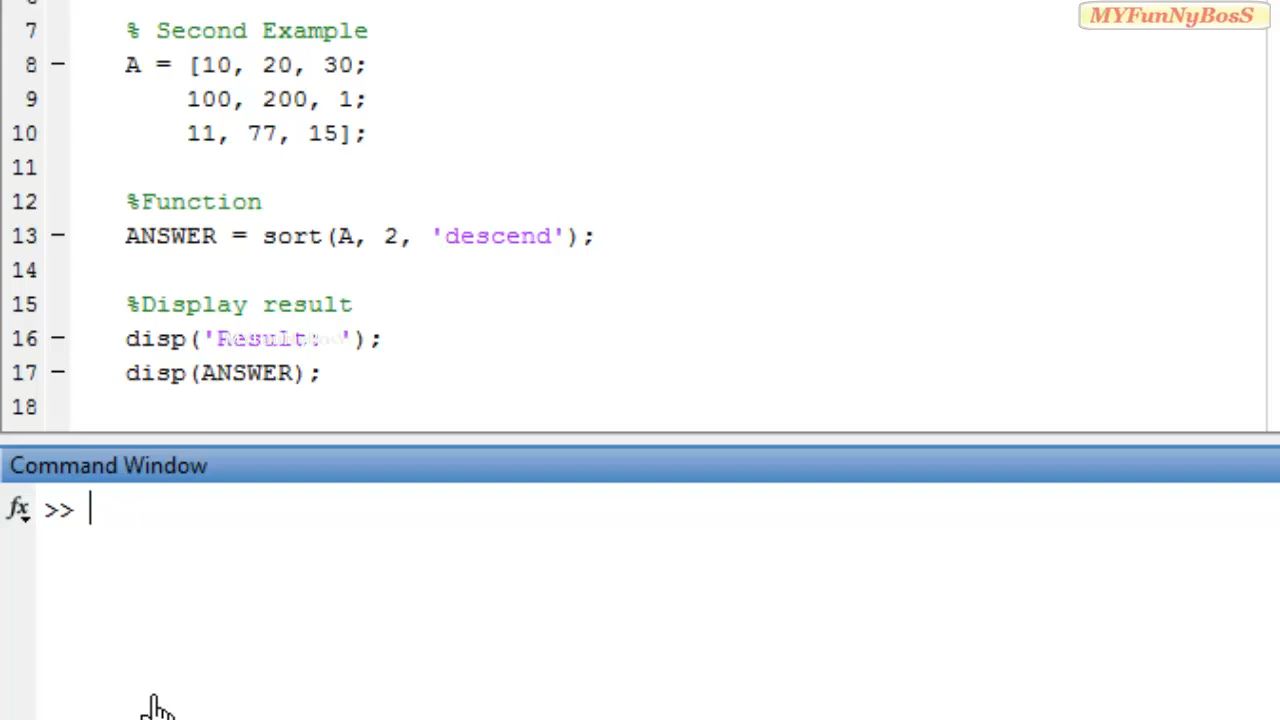 MYFunNyBosS
7 % Second Example
8 – A = [10, 20, 30;
9 100, 200, 1;
10 11, 77, 15];
11
12 %Function
13 – ANSWER = sort(A, 2, 'descend');
14
15 %Display result
16 – disp('Result: ');
17 – disp(ANSWER);
18
Command Window
fx >>